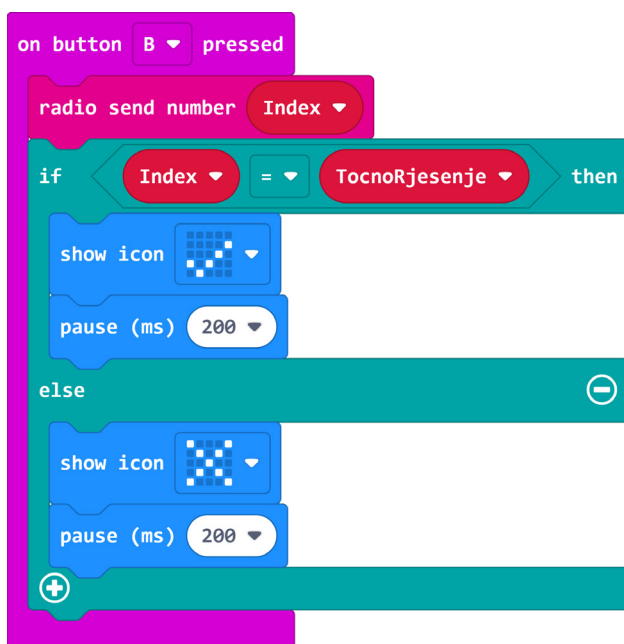 on button B pressed
radio send number Index
if Index = TocnoRjesenje then
show icon
pause (ms) 200
else
show icon
pause (ms) 200